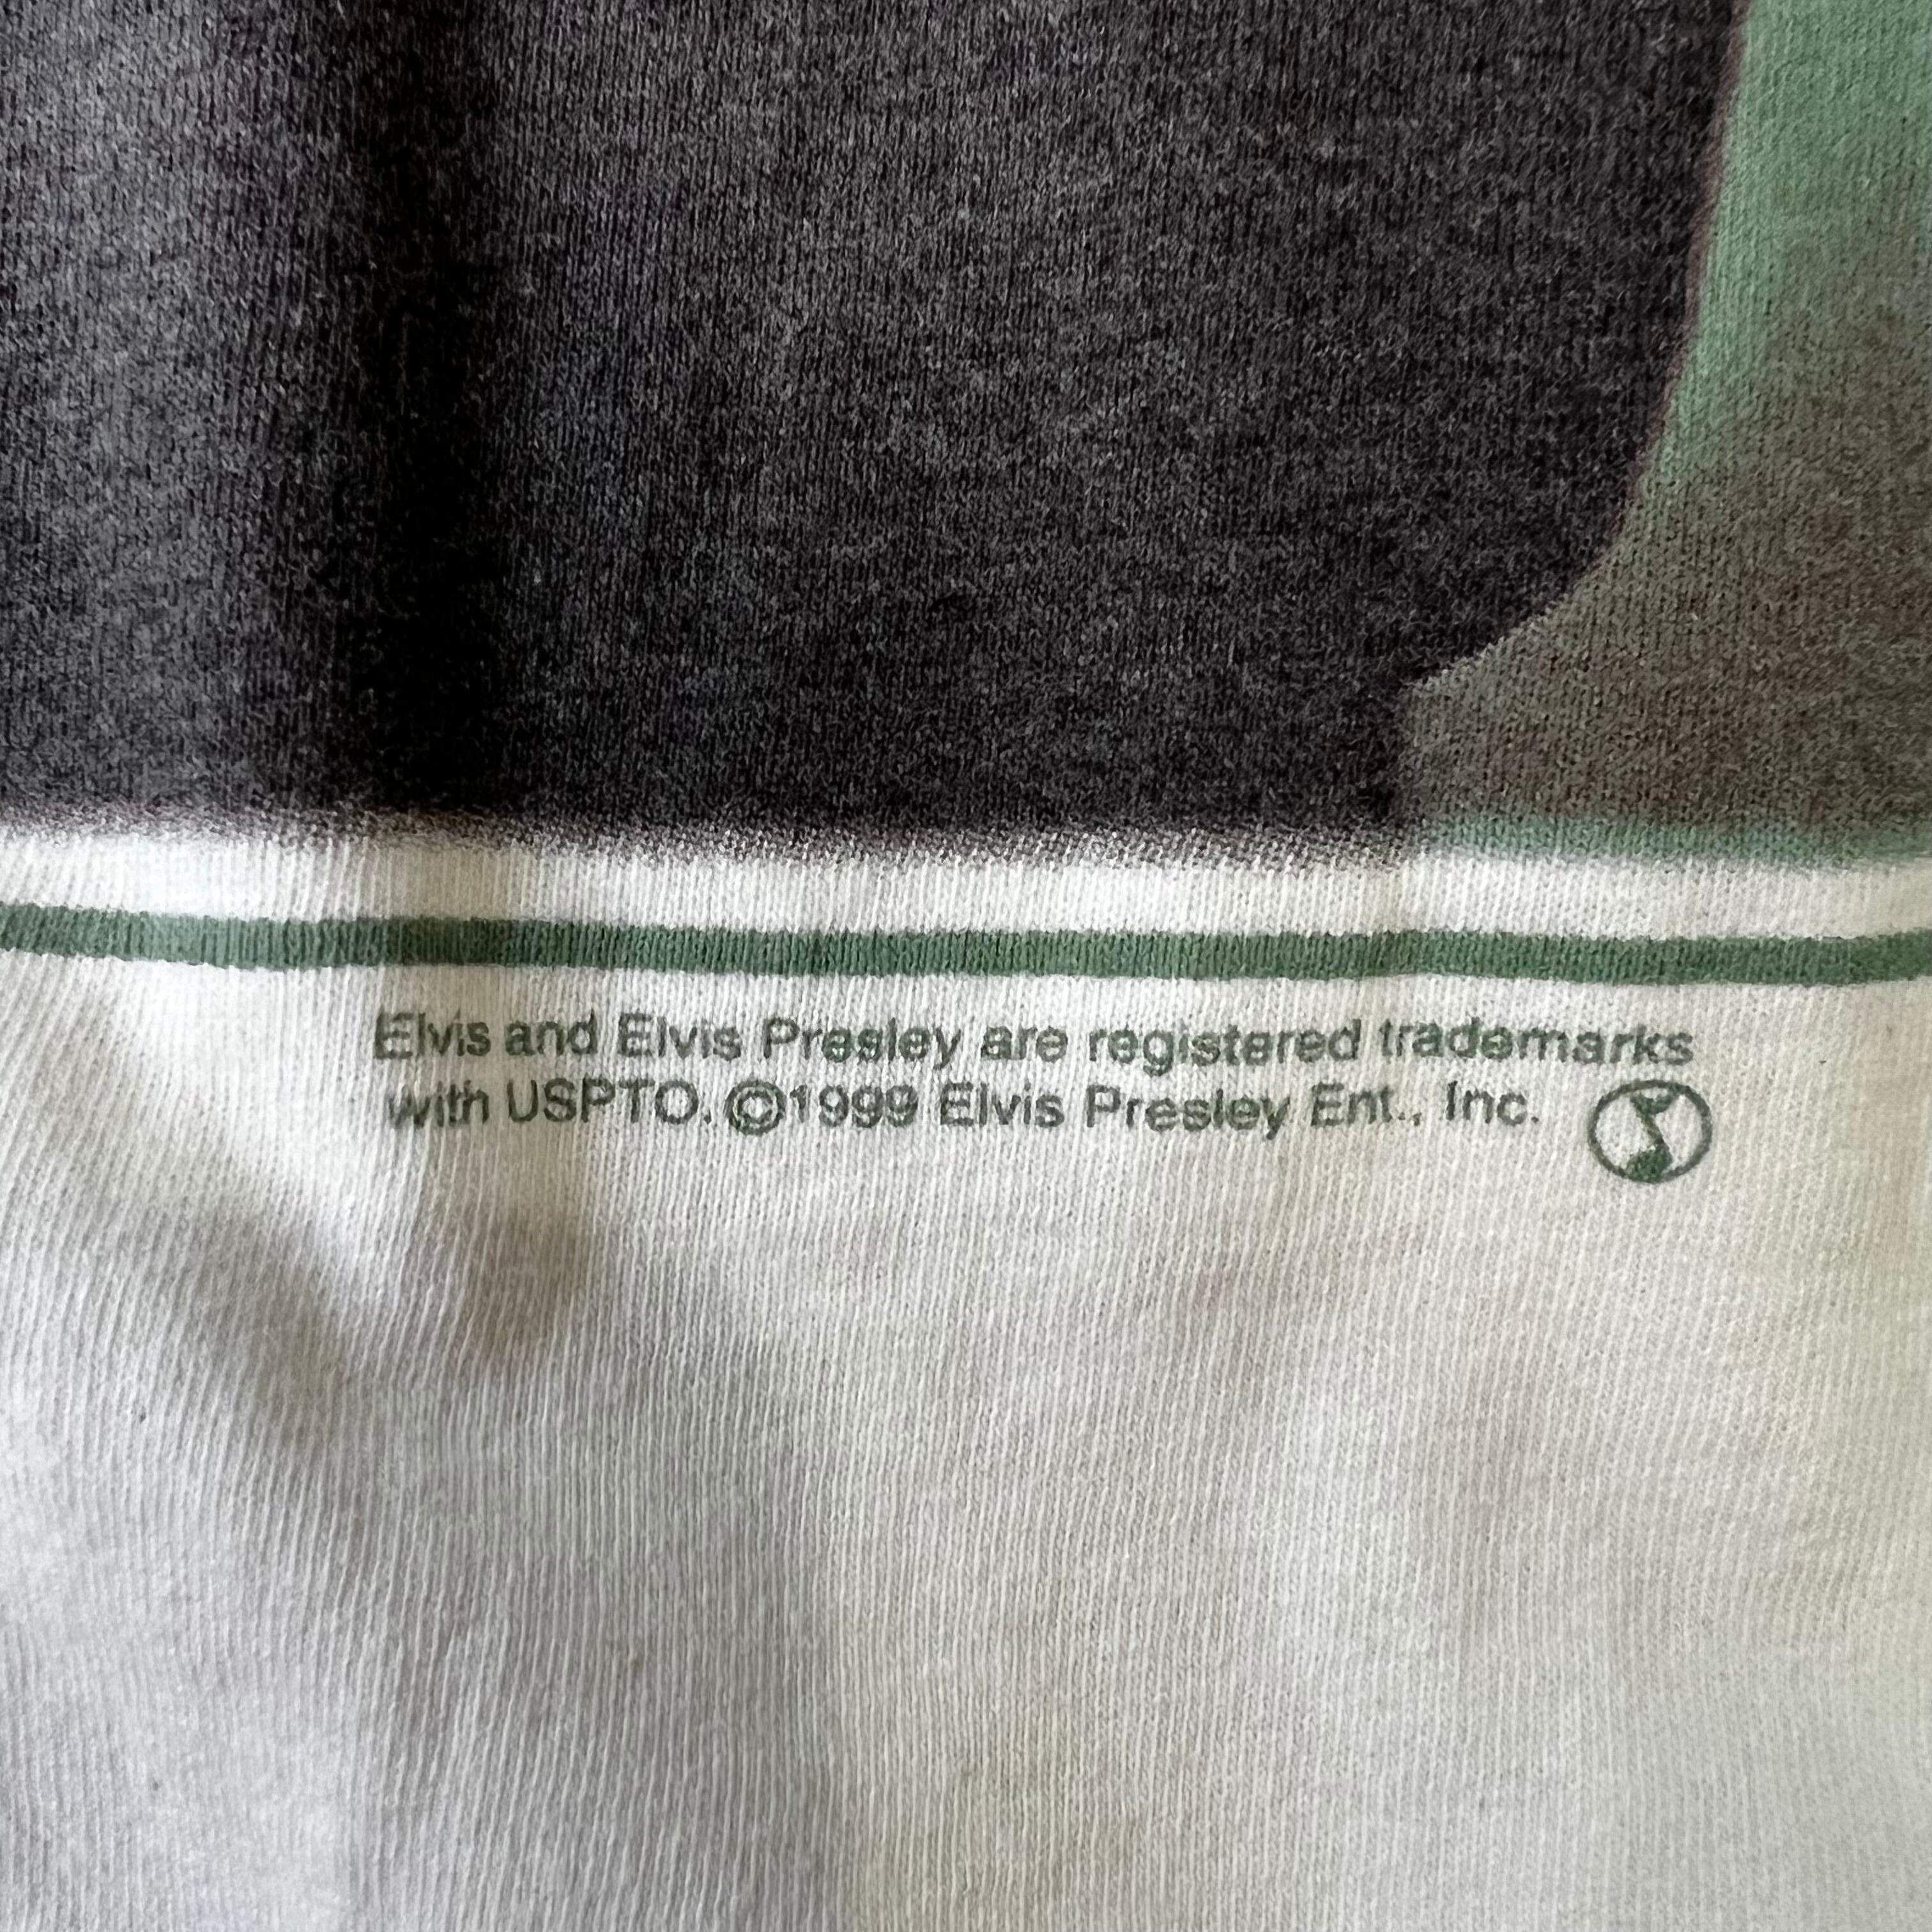 Elvis and Elvis Presley are registered trademarks
with USPTO. ©1999 Elvis Presley Ent., Inc.